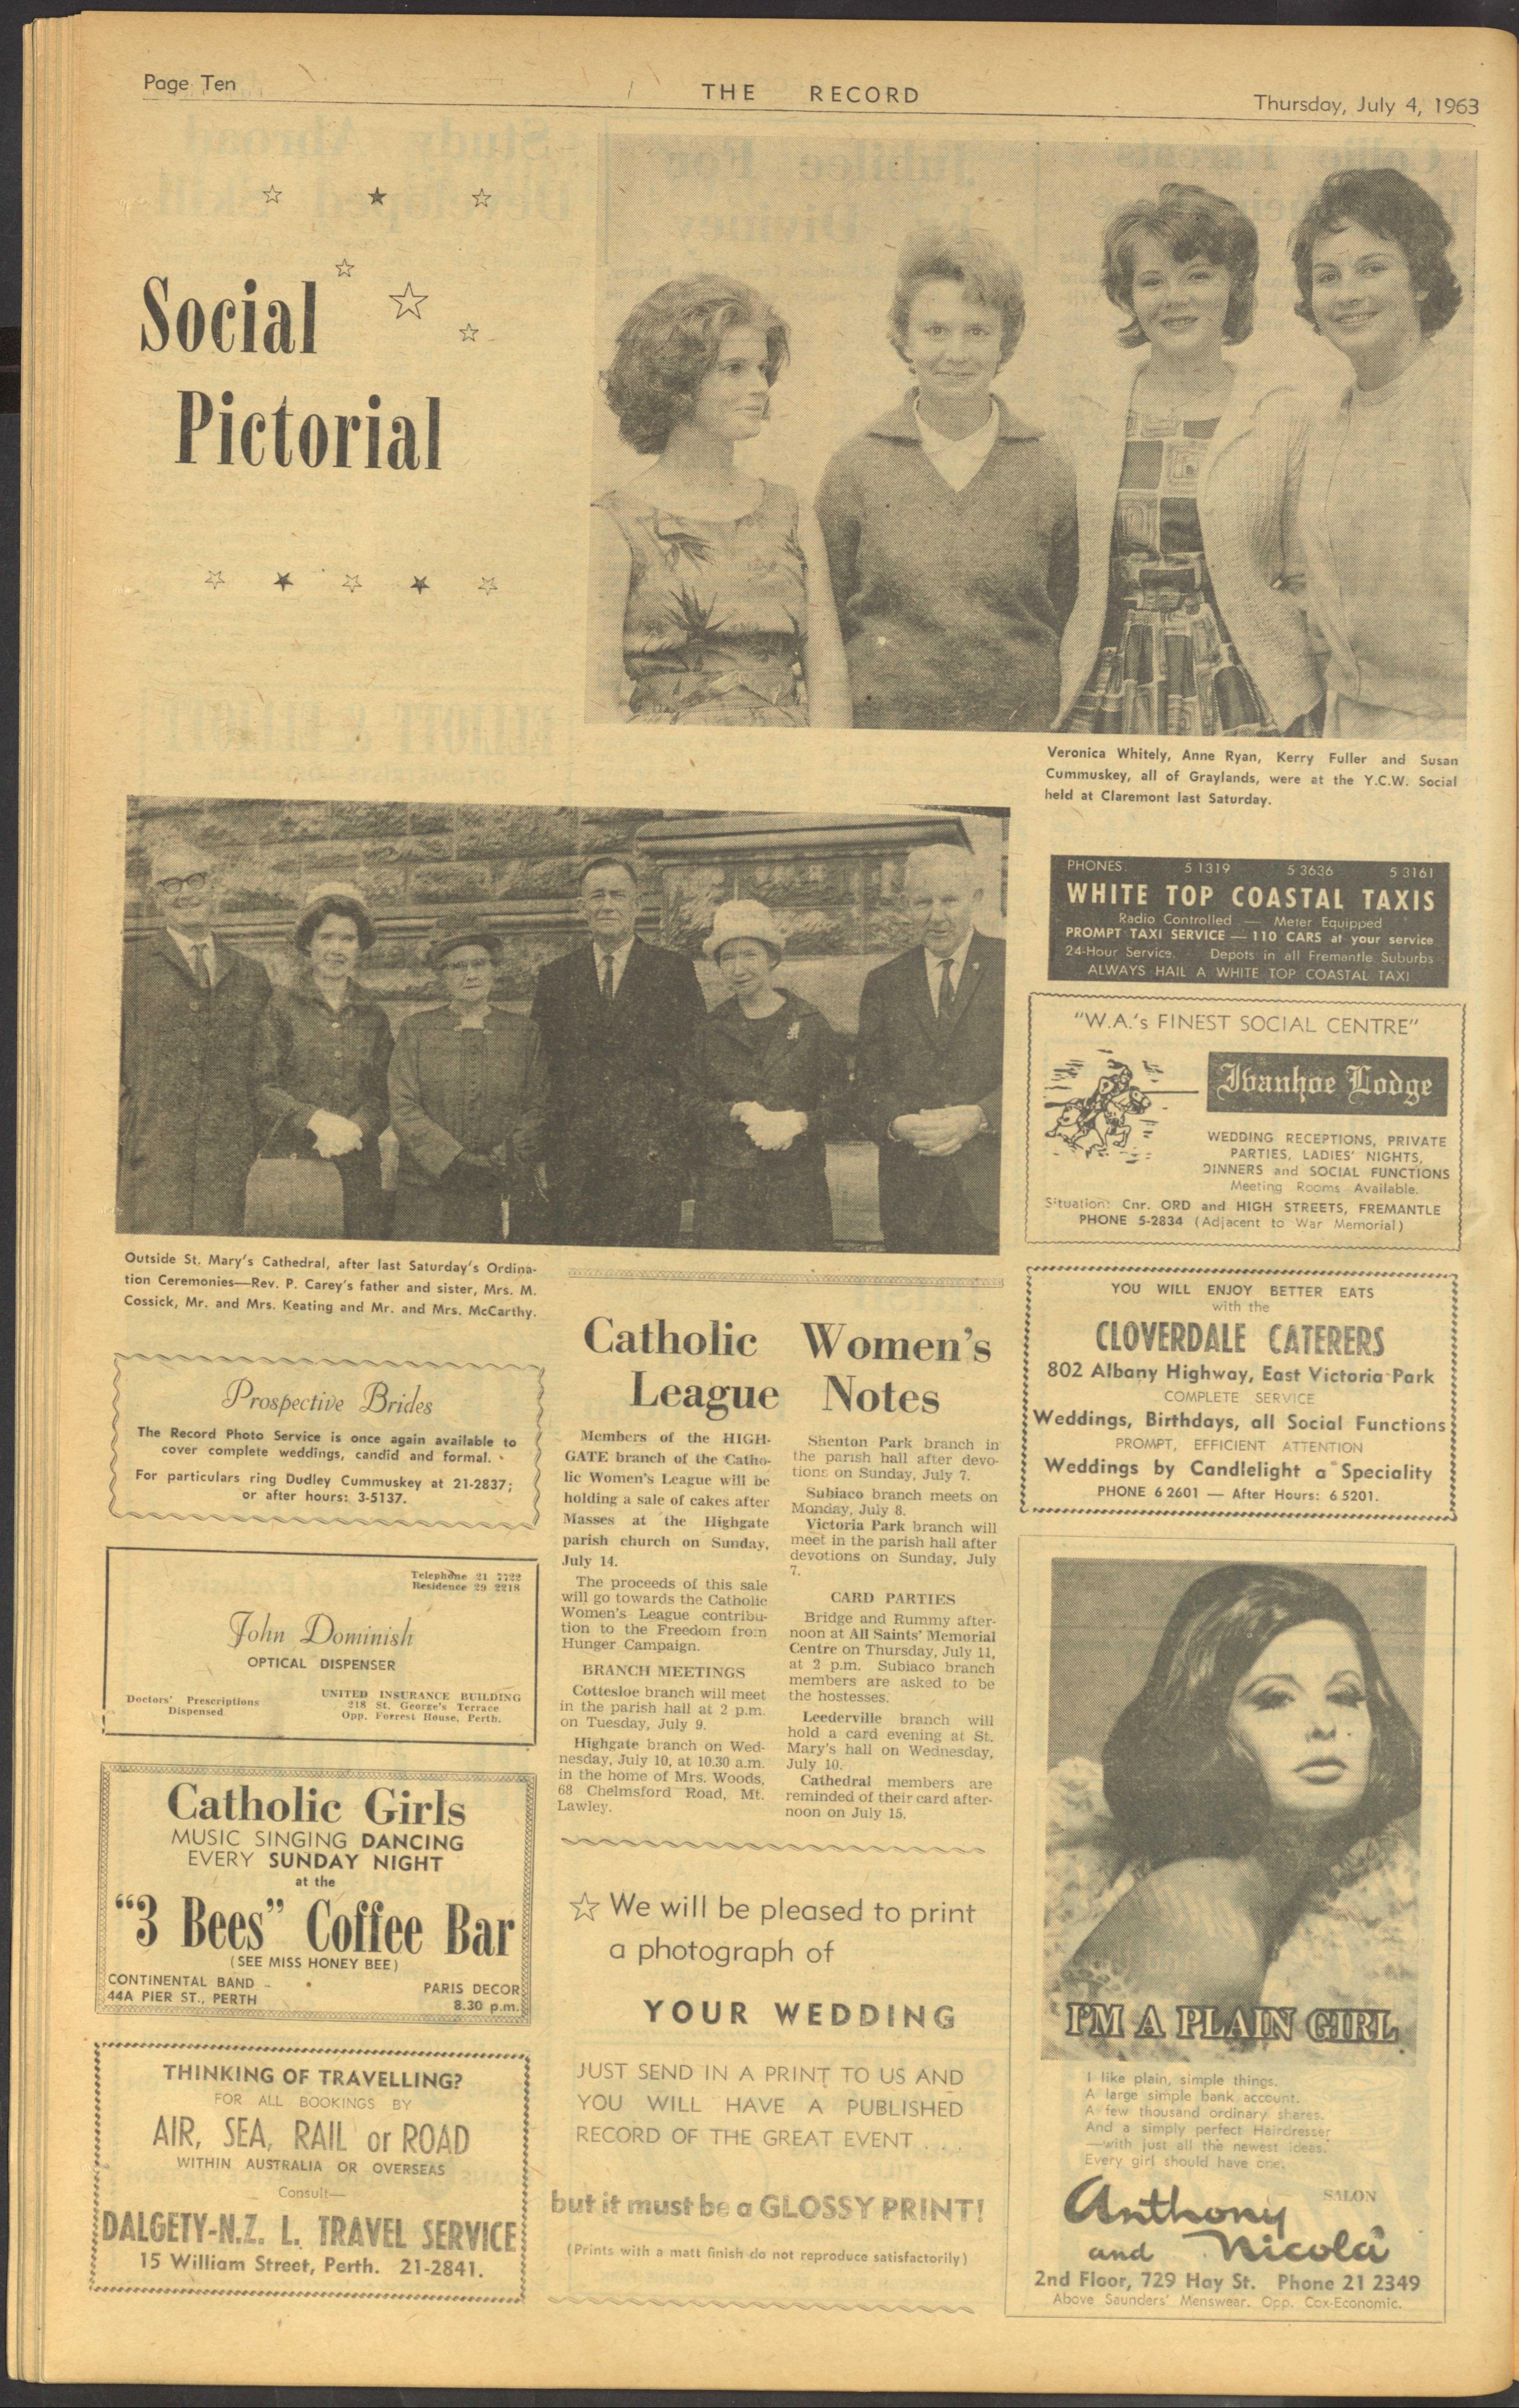 Page Ten
THE RECORD
Thursday, July 4, 1963
Social
Pictorial
Veronica Whitely, Anne Ryan, Kerry Fuller and Susan
Cummuskey, all of Graylands, were at the Y.C.W. Social
held at Claremont last Saturday.
Outside St. Mary's Cathedral, after last Saturday's Ordina-
tion Ceremonies—Rev. P. Carey's father and sister, Mrs. M.
Cossick, Mr. and Mrs. Keating and Mr. and Mrs. McCarthy.
Prospective Brides
The Record Photo Service is once again available to
cover complete weddings, candid and formal.
For particulars ring Dudley Cummuskey at 21-2837;
or after hours: 3-5137.
Telephone 21 7722
Residence 29 2218
John Dominish
OPTICAL DISPENSER
Doctors' Prescriptions
Dispensed
UNITED INSURANCE BUILDING
218 St. George's Terrace
Opp. Forrest House, Perth.
Catholic Girls
MUSIC SINGING DANCING
EVERY SUNDAY NIGHT
at the
"3 Bees" Coffee Bar
(SEE MISS HONEY BEE)
CONTINENTAL BAND
44A PIER ST., PERTH
PARIS DECOR
8.30 p.m.
THINKING OF TRAVELLING?
FOR ALL BOOKINGS BY
AIR, SEA, RAIL or ROAD
WITHIN AUSTRALIA OR OVERSEAS
Consult—
DALGETY-N.Z. L. TRAVEL SERVICE
15 William Street, Perth. 21-2841.
Catholic Women's
League Notes
Members of the HIGH-
GATE branch of the Catho-
lic Women's League will be
holding a sale of cakes after
Masses at the Highgate
parish church on Sunday,
July 14.
The proceeds of this sale
will go towards the Catholic
Women's League contribu-
tion to the Freedom from
Hunger Campaign.
BRANCH MEETINGS
Cottesloe branch will meet
in the parish hall at 2 p.m.
on Tuesday, July 9.
Highgate branch on Wed-
nesday, July 10, at 10.30 a.m.
in the home of Mrs. Woods,
68 Chelmsford Road, Mt.
Lawley.
Shenton Park branch in
the parish hall after devo-
tions on Sunday, July 7.
Subiaco branch meets on
Monday, July 8.
Victoria Park branch will
meet in the parish hall after
devotions on Sunday, July
7.
CARD PARTIES
Bridge and Rummy after-
noon at All Saints' Memorial
Centre on Thursday, July 11,
at 2 p.m. Subiaco branch
members are asked to be
the hostesses.
Leederville branch will
hold a card evening at St.
Mary's hall on Wednesday,
July 10.
Cathedral members are
reminded of their card after-
noon on July 15.
We will be pleased to print
a photograph of
YOUR WEDDING
JUST SEND IN A PRINT TO US AND
YOU WILL HAVE A PUBLISHED
RECORD OF THE GREAT EVENT . . .
but it must be a GLOSSY PRINT!
(Prints with a matt finish do not reproduce satisfactorily)
PHONES 5 1319 5 3636 5 3161
WHITE TOP COASTAL TAXIS
Radio Controlled — Meter Equipped
PROMPT TAXI SERVICE — 110 CARS at your service
24-Hour Service. Depots in all Fremantle Suburbs
ALWAYS HAIL A WHITE TOP COASTAL TAXI
"W.A.'s FINEST SOCIAL CENTRE"
Ivanhoe Lodge
WEDDING RECEPTIONS, PRIVATE
PARTIES, LADIES' NIGHTS,
DINNERS and SOCIAL FUNCTIONS
Meeting Rooms Available.
Situation: Cnr. ORD and HIGH STREETS, FREMANTLE
PHONE 5-2834 (Adjacent to War Memorial)
YOU WILL ENJOY BETTER EATS
with the
CLOVERDALE CATERERS
802 Albany Highway, East Victoria Park
COMPLETE SERVICE
Weddings, Birthdays, all Social Functions
PROMPT, EFFICIENT ATTENTION
Weddings by Candlelight a Speciality
PHONE 6 2601 — After Hours: 6 5201.
I'M A PLAIN GIRL
I like plain, simple things.
A large simple bank account.
A few thousand ordinary shares.
And a simply perfect Hairdresser
—with just all the newest ideas.
Every girl should have one.
Anthony SALON
and Nicola
2nd Floor, 729 Hay St. Phone 21 2349
Above Saunders' Menswear. Opp. Cox-Economic.